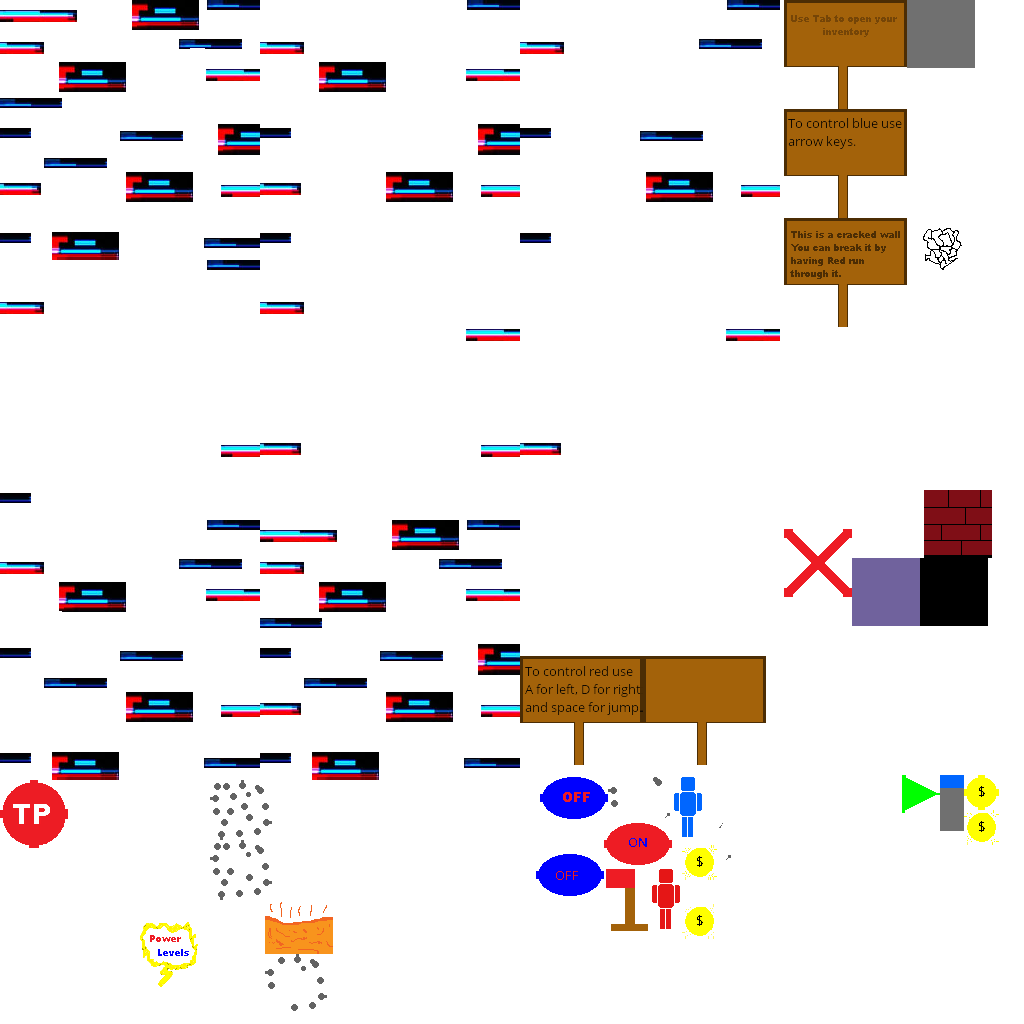 Use Tab to open your
inventory
To control blue use
arrow keys.
This is a cracked wall
You can break it by
having Red run
through it.
To control red use
A for left, D for right
and space for jump.
TP
OFF
ON
OFF
$
$
$
$
Power
Levels